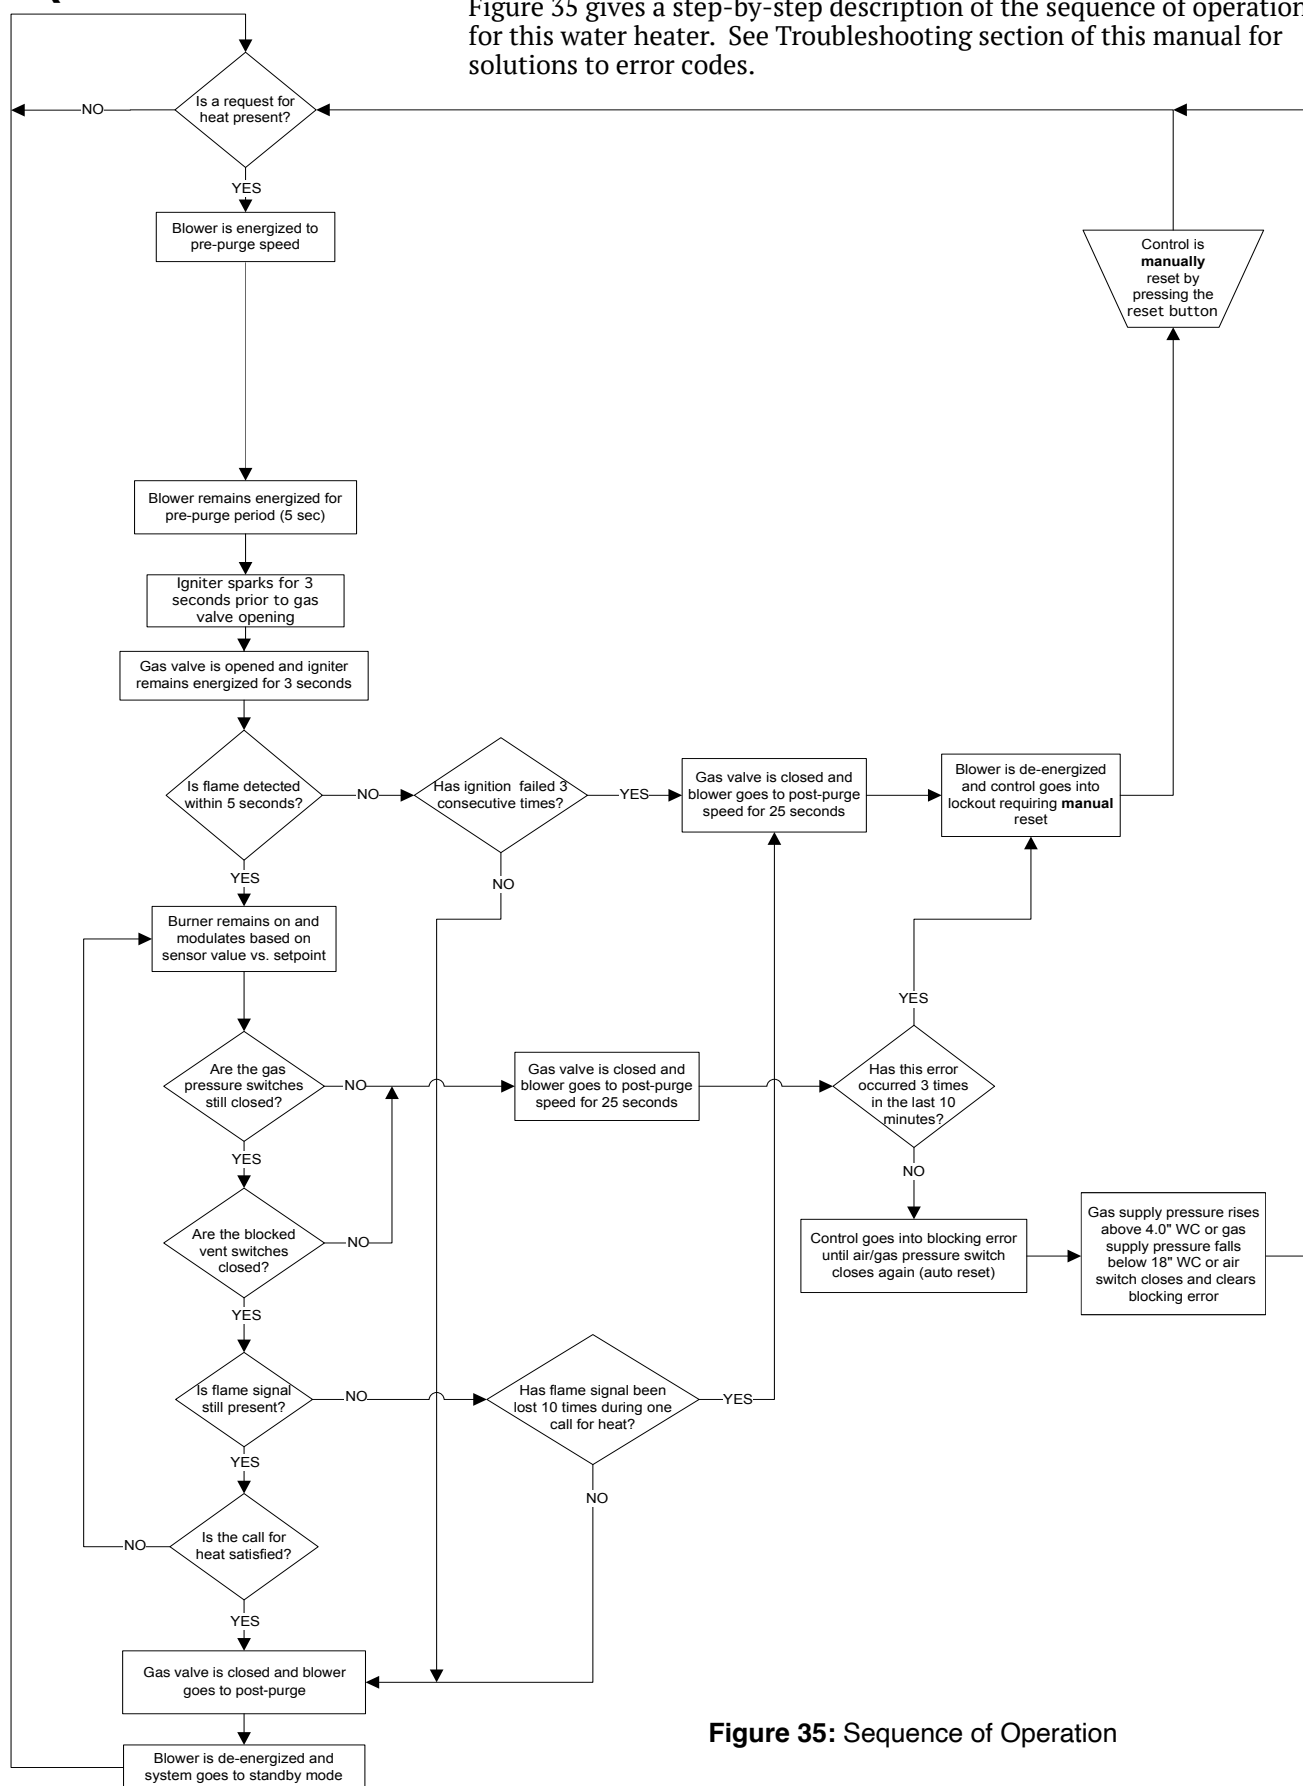 Figure 35 gives a step-by-step description of the sequence of operation
for this water heater. See Troubleshooting section of this manual for
solutions to error codes.
Is a request for
heat present?
NO
YES
Blower is energized to
pre-purge speed
Control is
manually
reset by
pressing the
reset button
Blower remains energized for
pre-purge period (5 sec)
Igniter sparks for 3
seconds prior to gas
valve opening
Gas valve is opened and igniter
remains energized for 3 seconds
Is flame detected
within 5 seconds?
NO
Has ignition failed 3
consecutive times?
YES
Gas valve is closed and
blower goes to post-purge
speed for 25 seconds
Blower is de-energized
and control goes into
lockout requiring manual
reset
YES
NO
Burner remains on and
modulates based on
sensor value vs. setpoint
YES
Are the gas
pressure switches
still closed?
NO
Gas valve is closed and
blower goes to post-purge
speed for 25 seconds
Has this error
occurred 3 times
in the last 10
minutes?
YES
NO
Are the blocked
vent switches
closed?
NO
Control goes into blocking error
until air/gas pressure switch
closes again (auto reset)
Gas supply pressure rises
above 4.0" WC or gas
supply pressure falls
below 18" WC or air
switch closes and clears
blocking error
YES
Is flame signal
still present?
NO
Has flame signal been
lost 10 times during one
call for heat?
YES
YES
NO
Is the call for
heat satisfied?
NO
YES
Gas valve is closed and blower
goes to post-purge
Figure 35: Sequence of Operation
Blower is de-energized and
system goes to standby mode